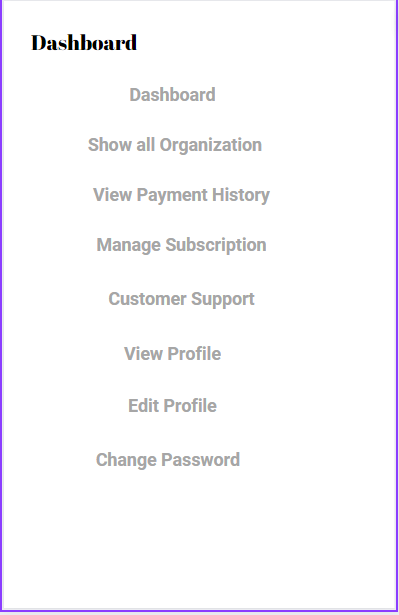 Dashboard
Dashboard
Show all Organization
View Payment History
Manage Subscription
Customer Support
View Profile
Edit Profile
Change Password